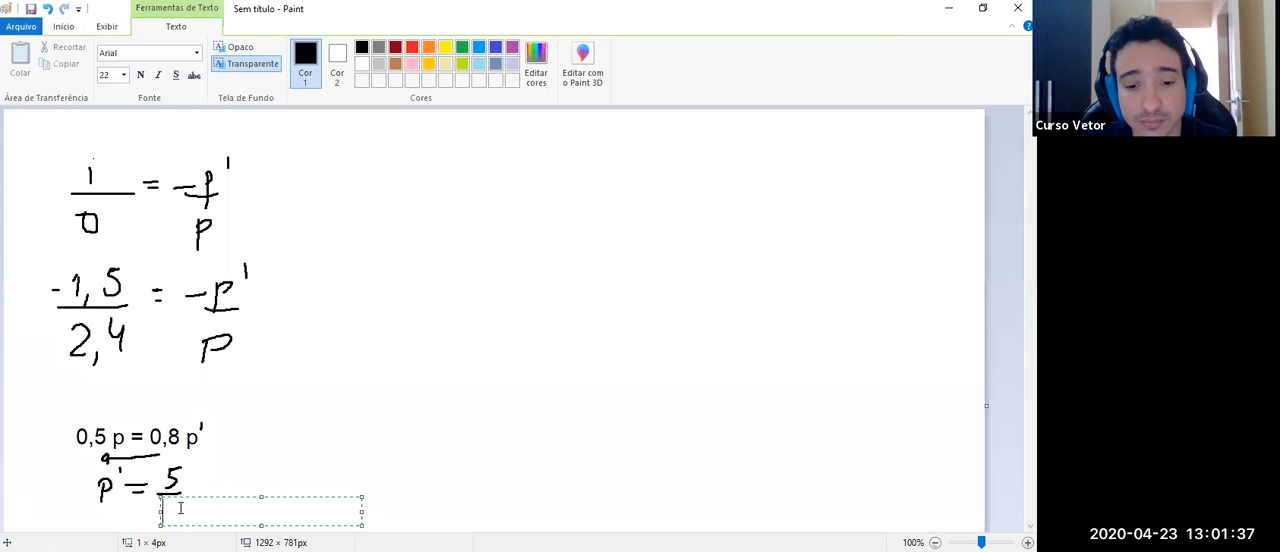 Ferramentas de Texto
Sem título - Paint
Arquivo Início Exibir Texto
Colar
Recortar
Copiar
Área de Transferência
Arial
22
N I S abc
Fonte
Opaco
Transparente
Tela de Fundo
Cor 1
Cor 2
Editar cores
Editar com o Paint 3D
Cores
Curso Vetor
i/o = -p'/p
-1,5/2,4 = -p'/p
0,5 p = 0,8 p'
p' = 5
1 × 4px
1292 × 781px
100%
2020-04-23 13:01:37